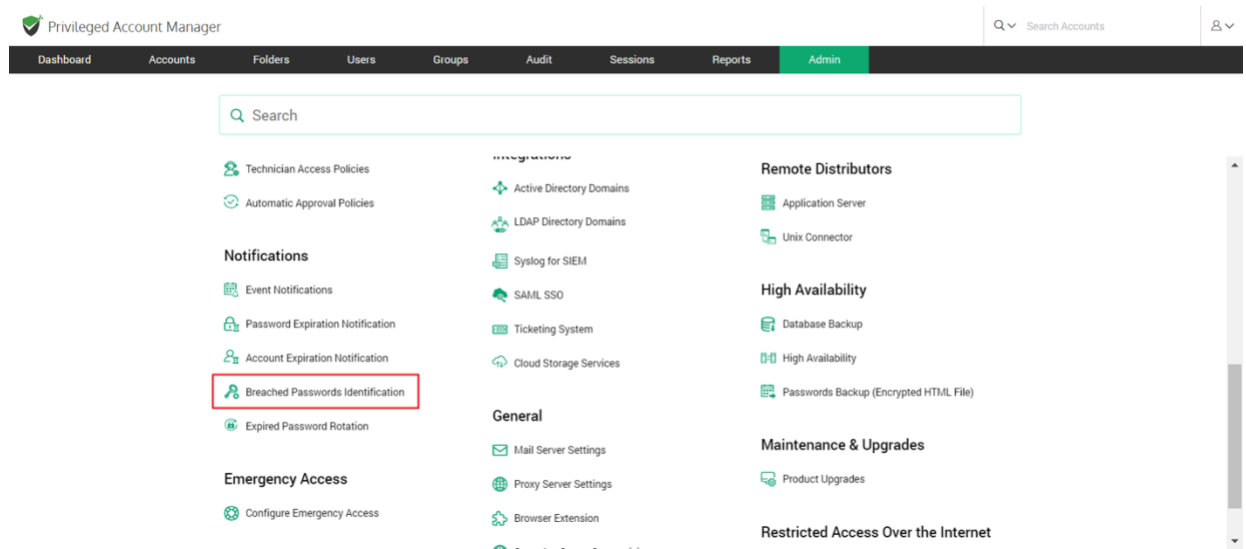 Privileged Account Manager
Search Accounts
Dashboard Accounts Folders Users Groups Audit Sessions Reports Admin
Search
Technician Access Policies
Automatic Approval Policies
Notifications
Event Notifications
Password Expiration Notification
Account Expiration Notification
Breached Passwords Identification
Expired Password Rotation
Emergency Access
Configure Emergency Access
Integrations
Active Directory Domains
LDAP Directory Domains
Syslog for SIEM
SAML SSO
Ticketing System
Cloud Storage Services
General
Mail Server Settings
Proxy Server Settings
Browser Extension
Remote Distributors
Application Server
Unix Connector
High Availability
Database Backup
High Availability
Passwords Backup (Encrypted HTML File)
Maintenance & Upgrades
Product Upgrades
Restricted Access Over the Internet